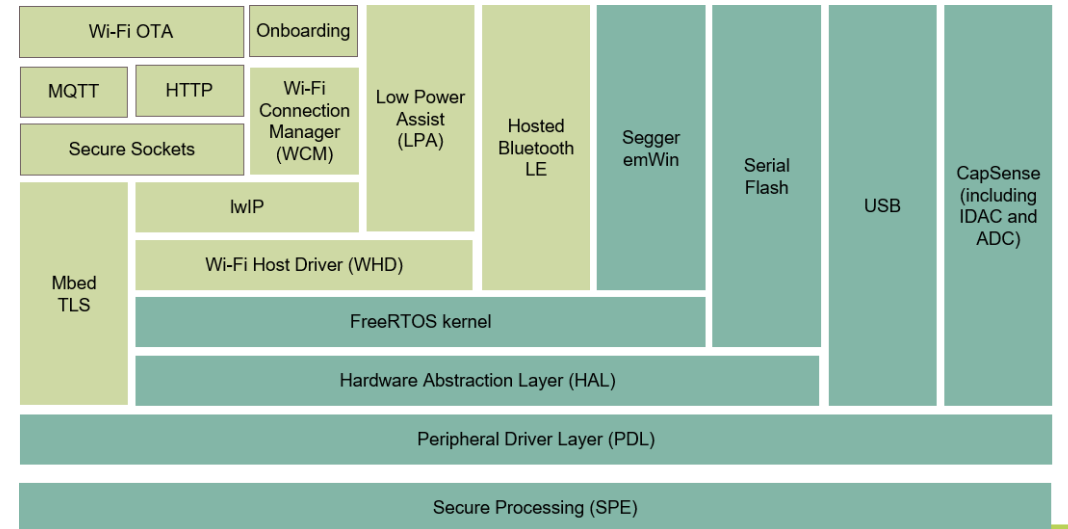 Wi-Fi OTA
Onboarding
MQTT
HTTP
Wi-Fi
Connection
Manager
(WCM)
Secure Sockets
Low Power
Assist
(LPA)
Hosted
Bluetooth
LE
Segger
emWin
Serial
Flash
USB
CapSense
(including
IDAC and
ADC)
lwIP
Wi-Fi Host Driver (WHD)
Mbed
TLS
FreeRTOS kernel
Hardware Abstraction Layer (HAL)
Peripheral Driver Layer (PDL)
Secure Processing (SPE)